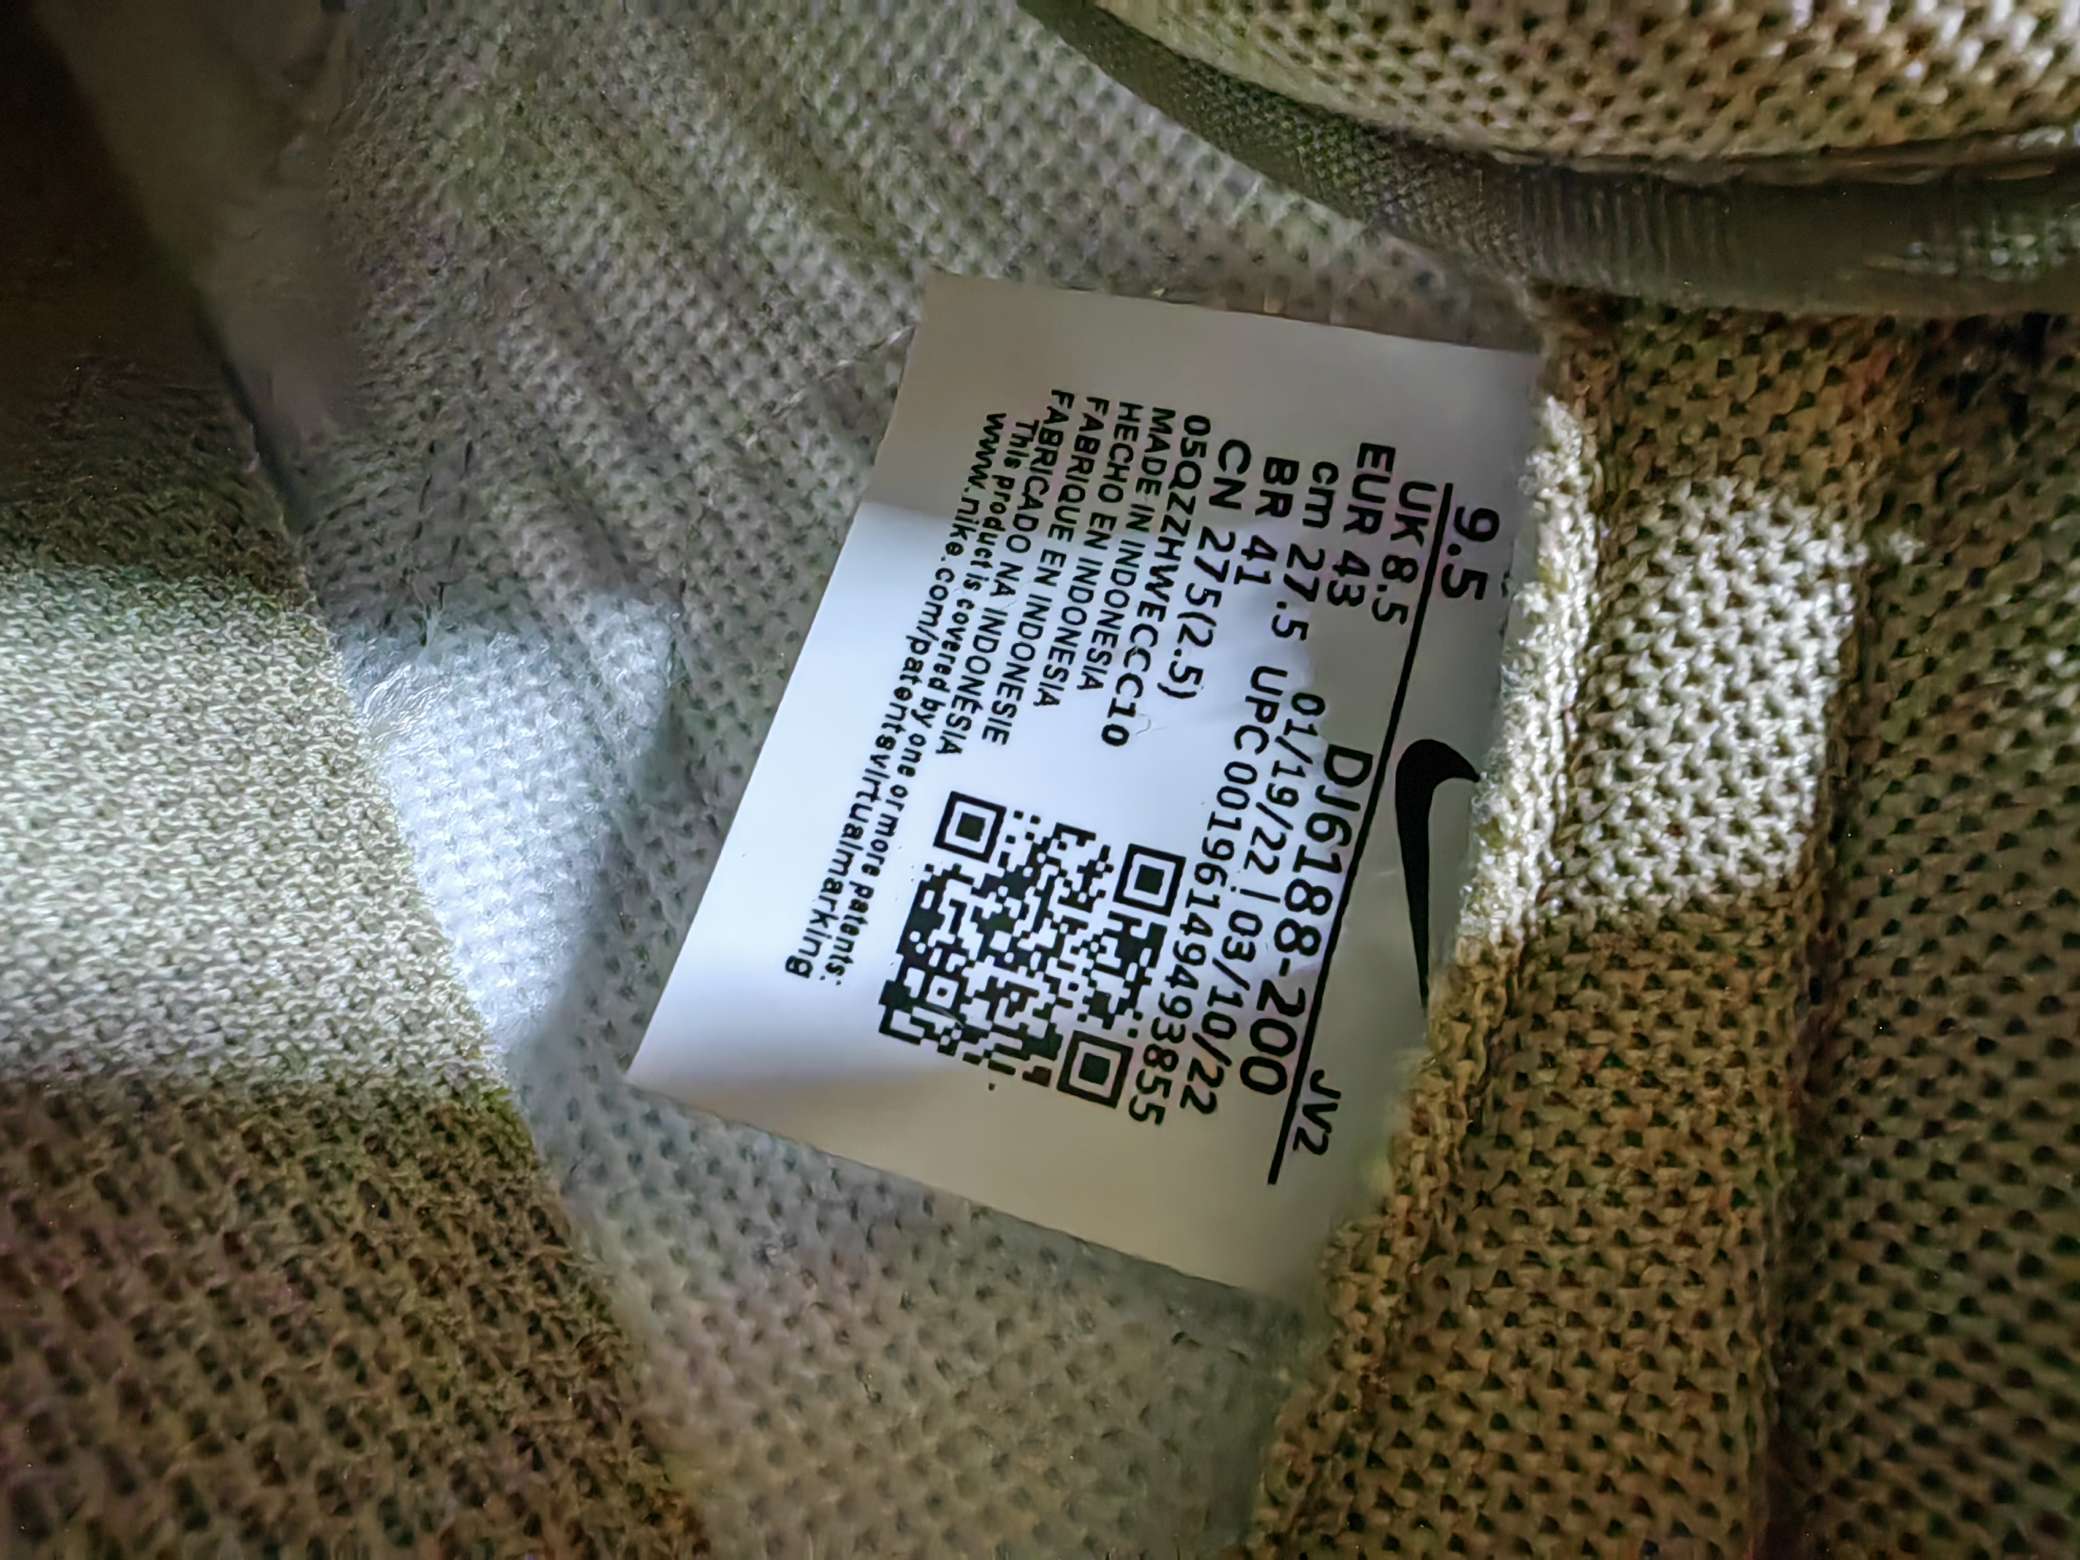 9.5
JV2
UK 8.5
EUR 43
DJ6188-200
cm 27.5
01/19/22 | 03/10/22
BR 41
UPC 00196149493855
CN 275(2.5)
05QZZHWECCC10
MADE IN INDONESIA
HECHO EN INDONESIA
FABRIQUE EN INDONESIE
FABRICADO NA INDONÉSIA
This product is covered by one or more patents:
www.nike.com/patentsvirtualmarking